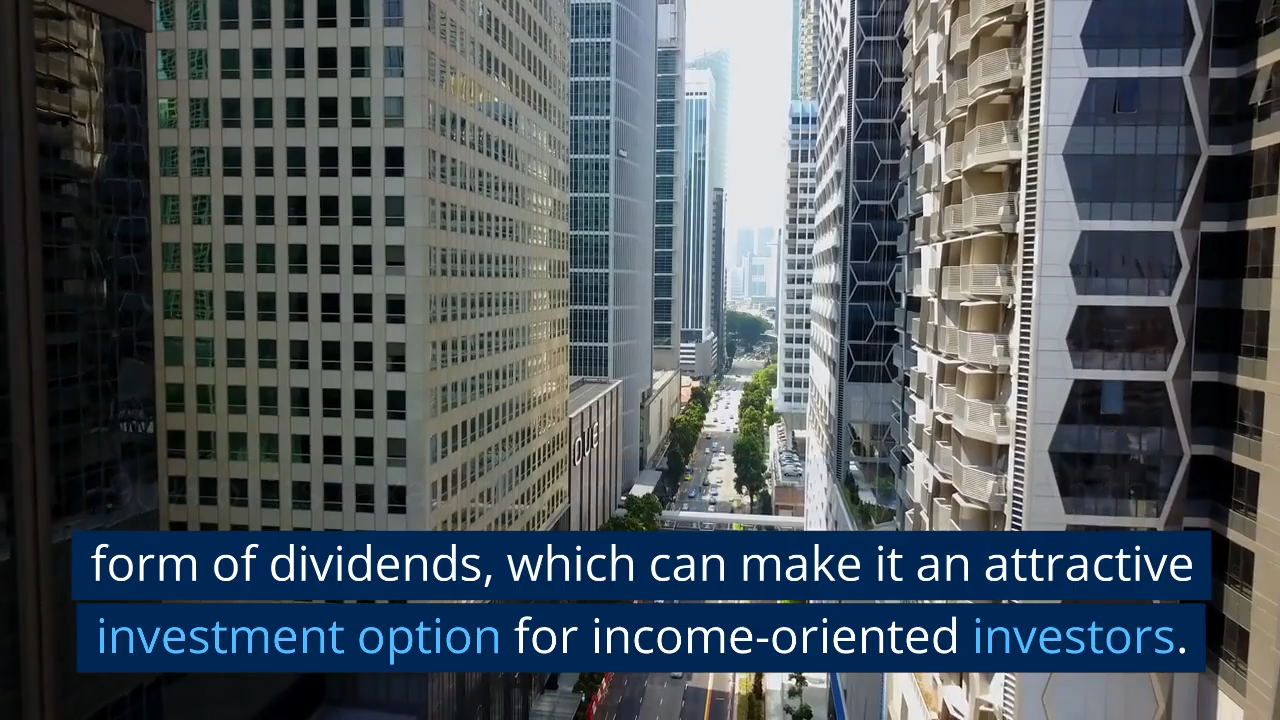 OUE
form of dividends, which can make it an attractive
investment option for income-oriented investors.